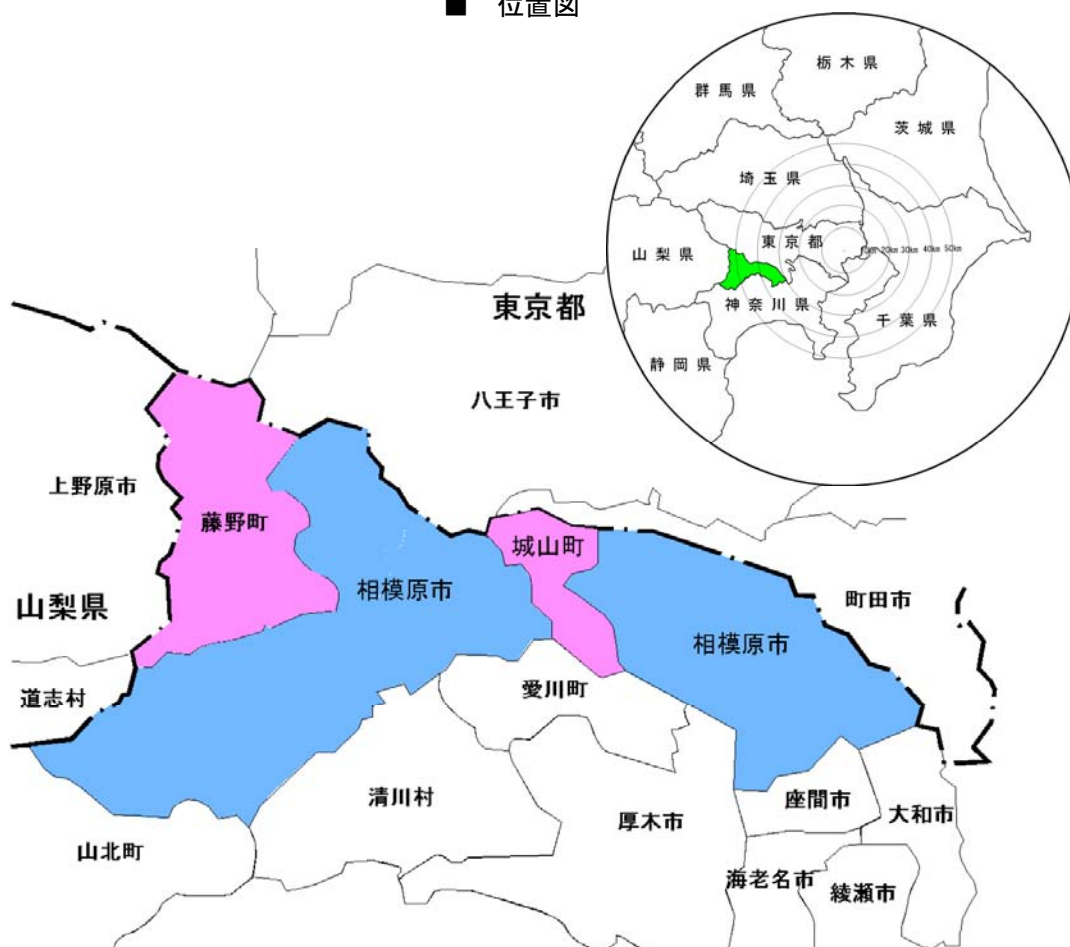 ■ 位置図
栃木県
群馬県
茨城県
埼玉県
東京都
20km 30km 40km 50km
山梨県
神奈川県
千葉県
静岡県
東京都
八王子市
上野原市
藤野町
城山町
相模原市
山梨県
町田市
相模原市
道志村
愛川町
清川村
座間市
厚木市
大和市
山北町
海老名市
綾瀬市